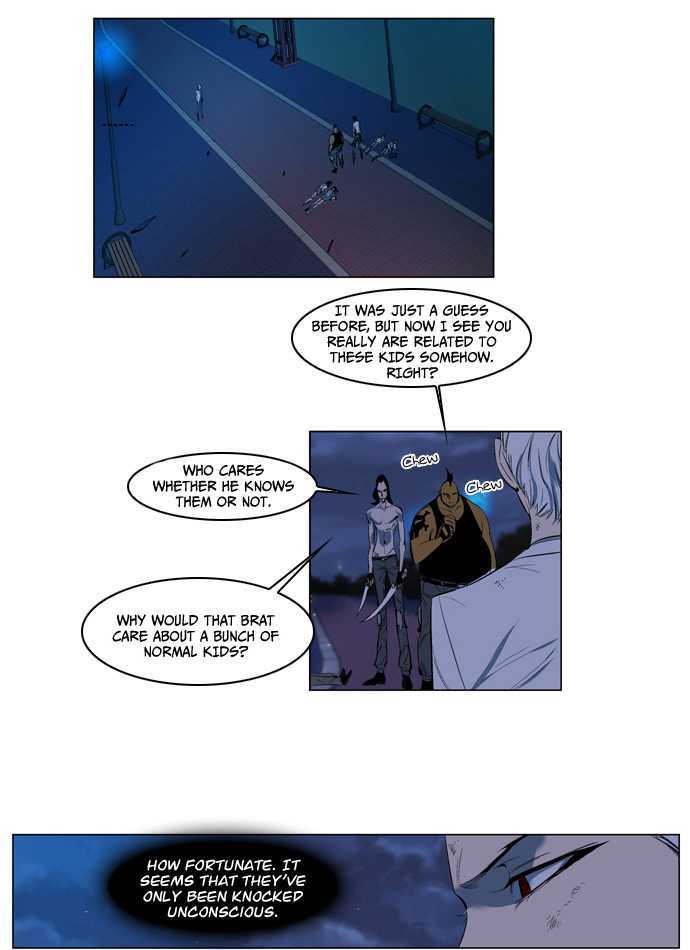 IT WAS JUST A GUESS
BEFORE, BUT NOW I SEE YOU
REALLY ARE RELATED TO
THESE KIDS SOMEHOW.
RIGHT?
Chew
Chew
WHO CARES
WHETHER HE KNOWS
THEM OR NOT.
WHY WOULD THAT BRAT
CARE ABOUT A BUNCH OF
NORMAL KIDS?
HOW FORTUNATE. IT
SEEMS THAT THEY'VE
ONLY BEEN KNOCKED
UNCONSCIOUS.